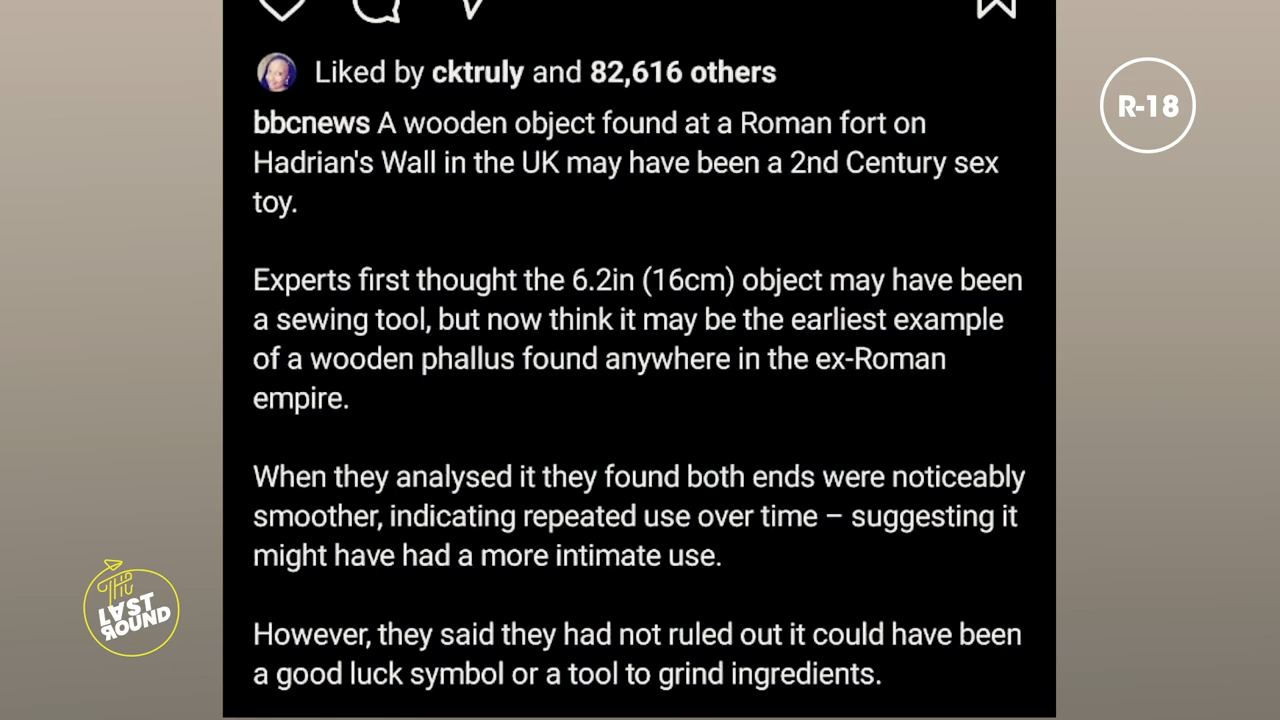 Liked by cktruly and 82,616 others
R-18
bbcnews A wooden object found at a Roman fort on
Hadrian's Wall in the UK may have been a 2nd Century sex
toy.
Experts first thought the 6.2in (16cm) object may have been
a sewing tool, but now think it may be the earliest example
of a wooden phallus found anywhere in the ex-Roman
empire.
When they analysed it they found both ends were noticeably
smoother, indicating repeated use over time – suggesting it
might have had a more intimate use.
However, they said they had not ruled out it could have been
a good luck symbol or a tool to grind ingredients.
LAST
ROUND